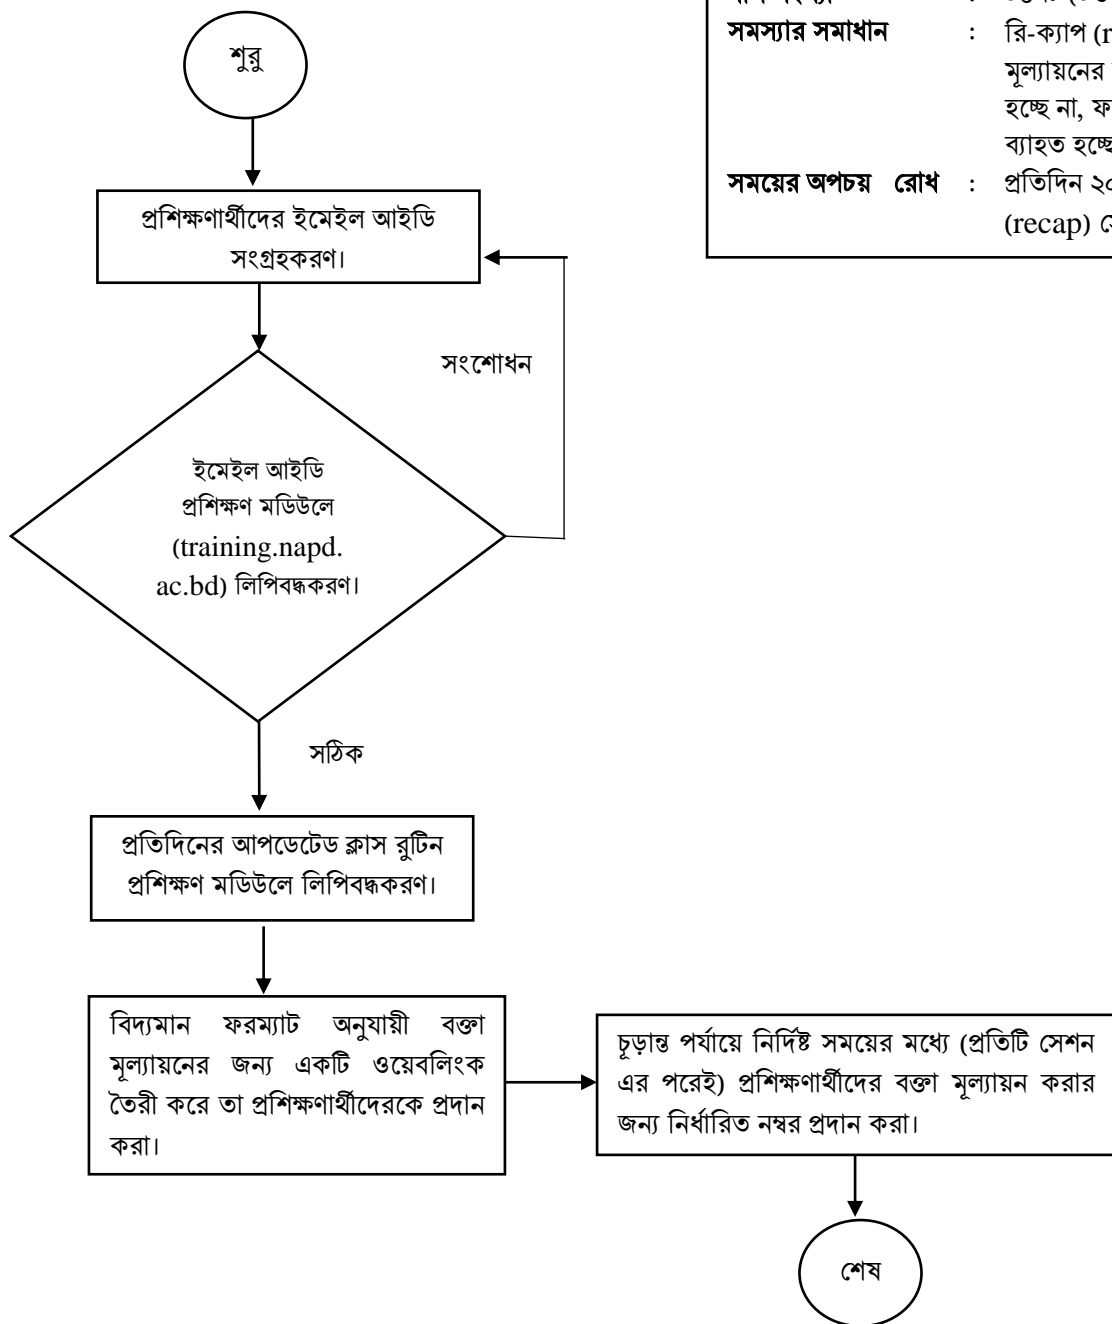 শুরু
সমস্যার সমাধান : রি-ক্যাপ
মূল্যায়নের
হচ্ছে না,
ব্যাহত হচ্ছে
সময়ের অপচয় রোধ : প্রতিদিন
(recap)
প্রশিক্ষণার্থীদের ইমেইল আইডি
সংগ্রহকরণ।
সংশোধন
ইমেইল আইডি
প্রশিক্ষণ মডিউলে
(training.napd.
ac.bd) লিপিবদ্ধকরণ।
সঠিক
প্রতিদিনের আপডেটেড ক্লাস রুটিন
প্রশিক্ষণ মডিউলে লিপিবদ্ধকরণ।
বিদ্যমান ফরম্যাট অনুযায়ী বক্তা
মূল্যায়নের জন্য একটি ওয়েবলিংক
তৈরী করে তা প্রশিক্ষণার্থীদেরকে প্রদান
করা।
চূড়ান্ত পর্যায়ে নির্দিষ্ট সময়ের মধ্যে (প্রতিটি সেশন
এর পরেই) প্রশিক্ষণার্থীদের বক্তা মূল্যায়ন করার
জন্য নির্ধারিত নম্বর প্রদান করা।
শেষ